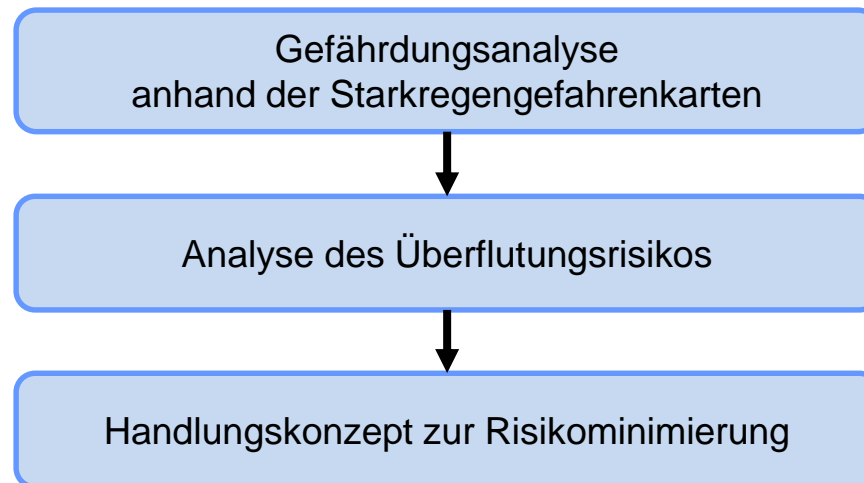 Gefährdungsanalyse
anhand der Starkregengefahrenkarten
Analyse des Überflutungsrisikos
Handlungskonzept zur Risikominimierung